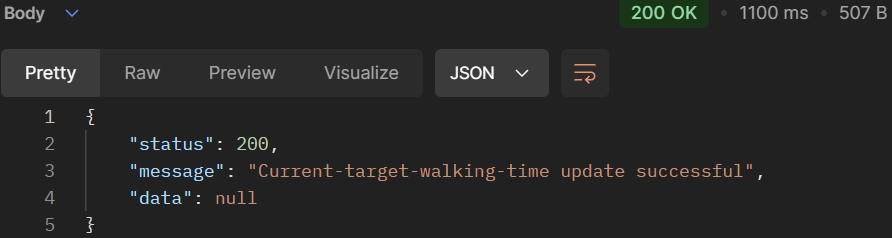 Body 200 OK • 1100 ms • 507 B
Pretty Raw Preview Visualize JSON
1 {
2 "status": 200,
3 "message": "Current-target-walking-time update successful",
4 "data": null
5 }